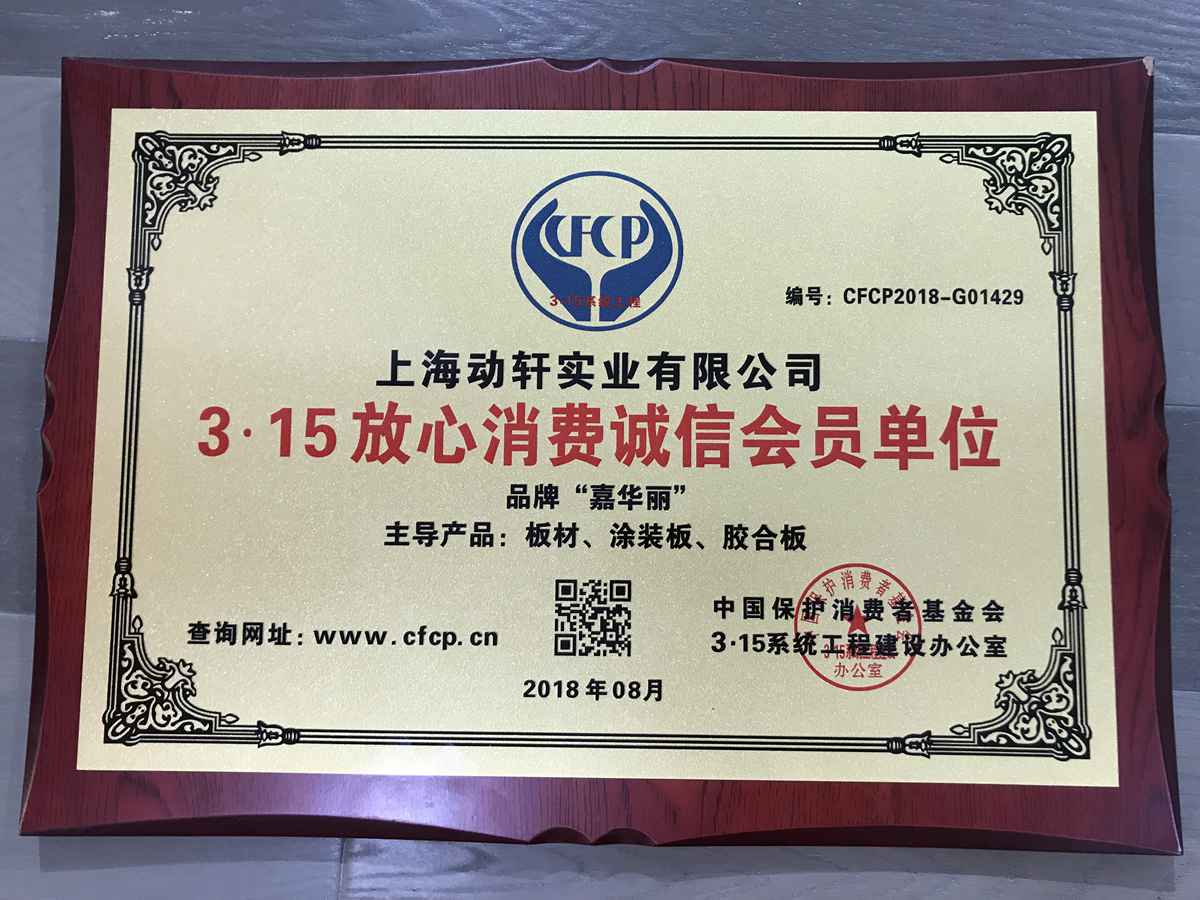 CFCP
3·15系统工程
编号：CFCP2018-G01429
上海动轩实业有限公司
3·15放心消费诚信会员单位
品牌“嘉华丽”
主导产品：板材、涂装板、胶合板
查询网址：www.cfcp.cn
中国保护消费者基金会
3·15系统工程建设办公室
办公室
2018年08月